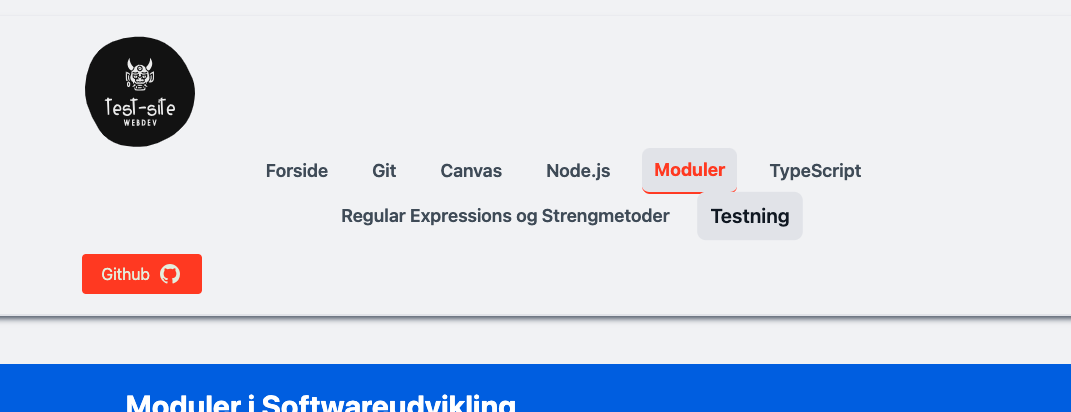 Test-site
WEBDEV
Forside Git Canvas Node.js Moduler TypeScript
Regular Expressions og Strengmetoder Testning
Github
Moduler i Softwareudvikling